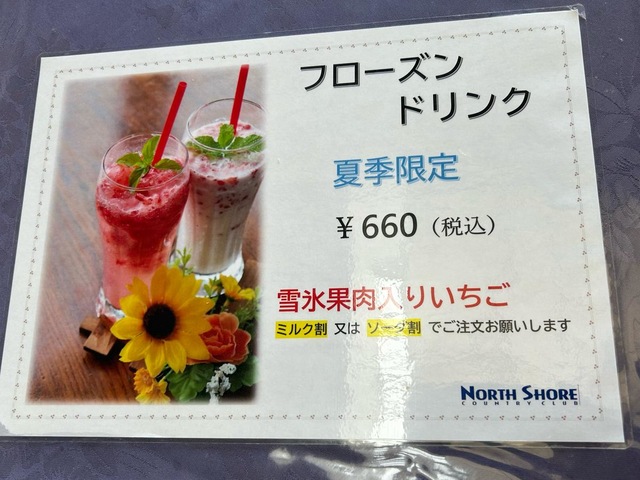 フローズン
ドリンク
夏季限定
￥660（税込）
雪氷果肉入りいちご
ミルク割 又は ソーダ割 でご注文お願いします
NORTH SHORE
COUNTRY CLUB